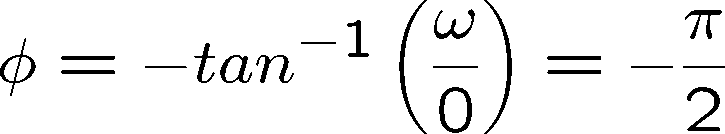 ϕ = −tan⁻¹ (ω/0) = −π/2